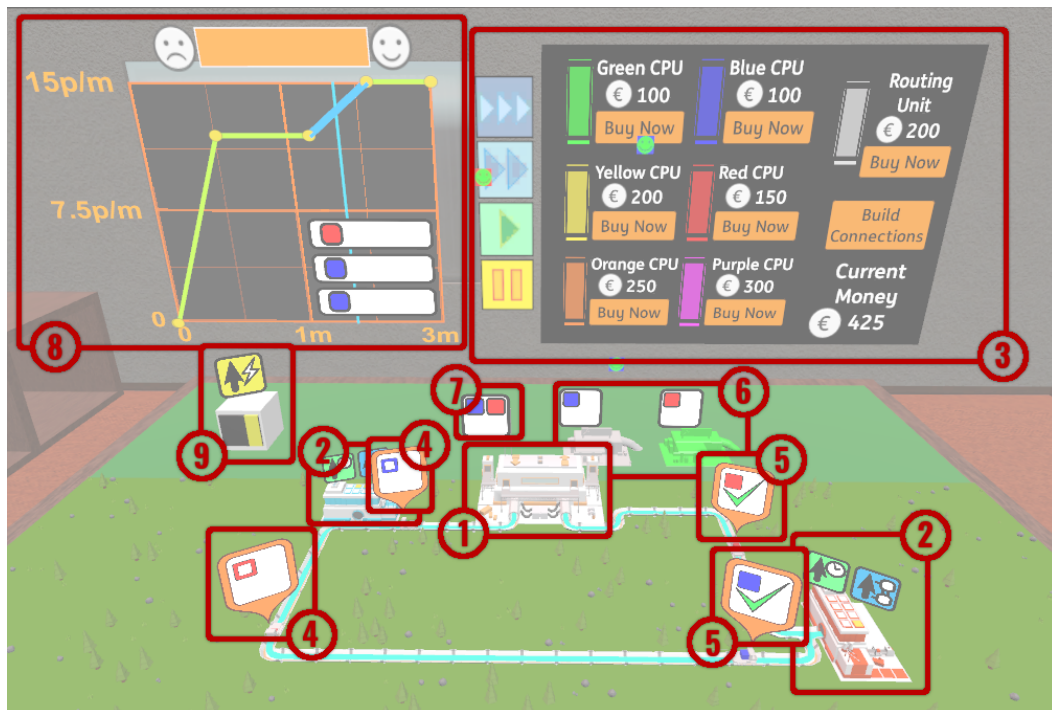 15p/m
7.5p/m
0
0
1m
3m
8
Green CPU
€ 100
Buy Now
Blue CPU
€ 100
Buy Now
Routing
Unit
€ 200
Buy Now
Yellow CPU
€ 200
Buy Now
Red CPU
€ 150
Buy Now
Build
Connections
Orange CPU
€ 250
Buy Now
Purple CPU
€ 300
Buy Now
Current
Money
€ 425
3
9
7
6
2
4
1
5
2
4
5